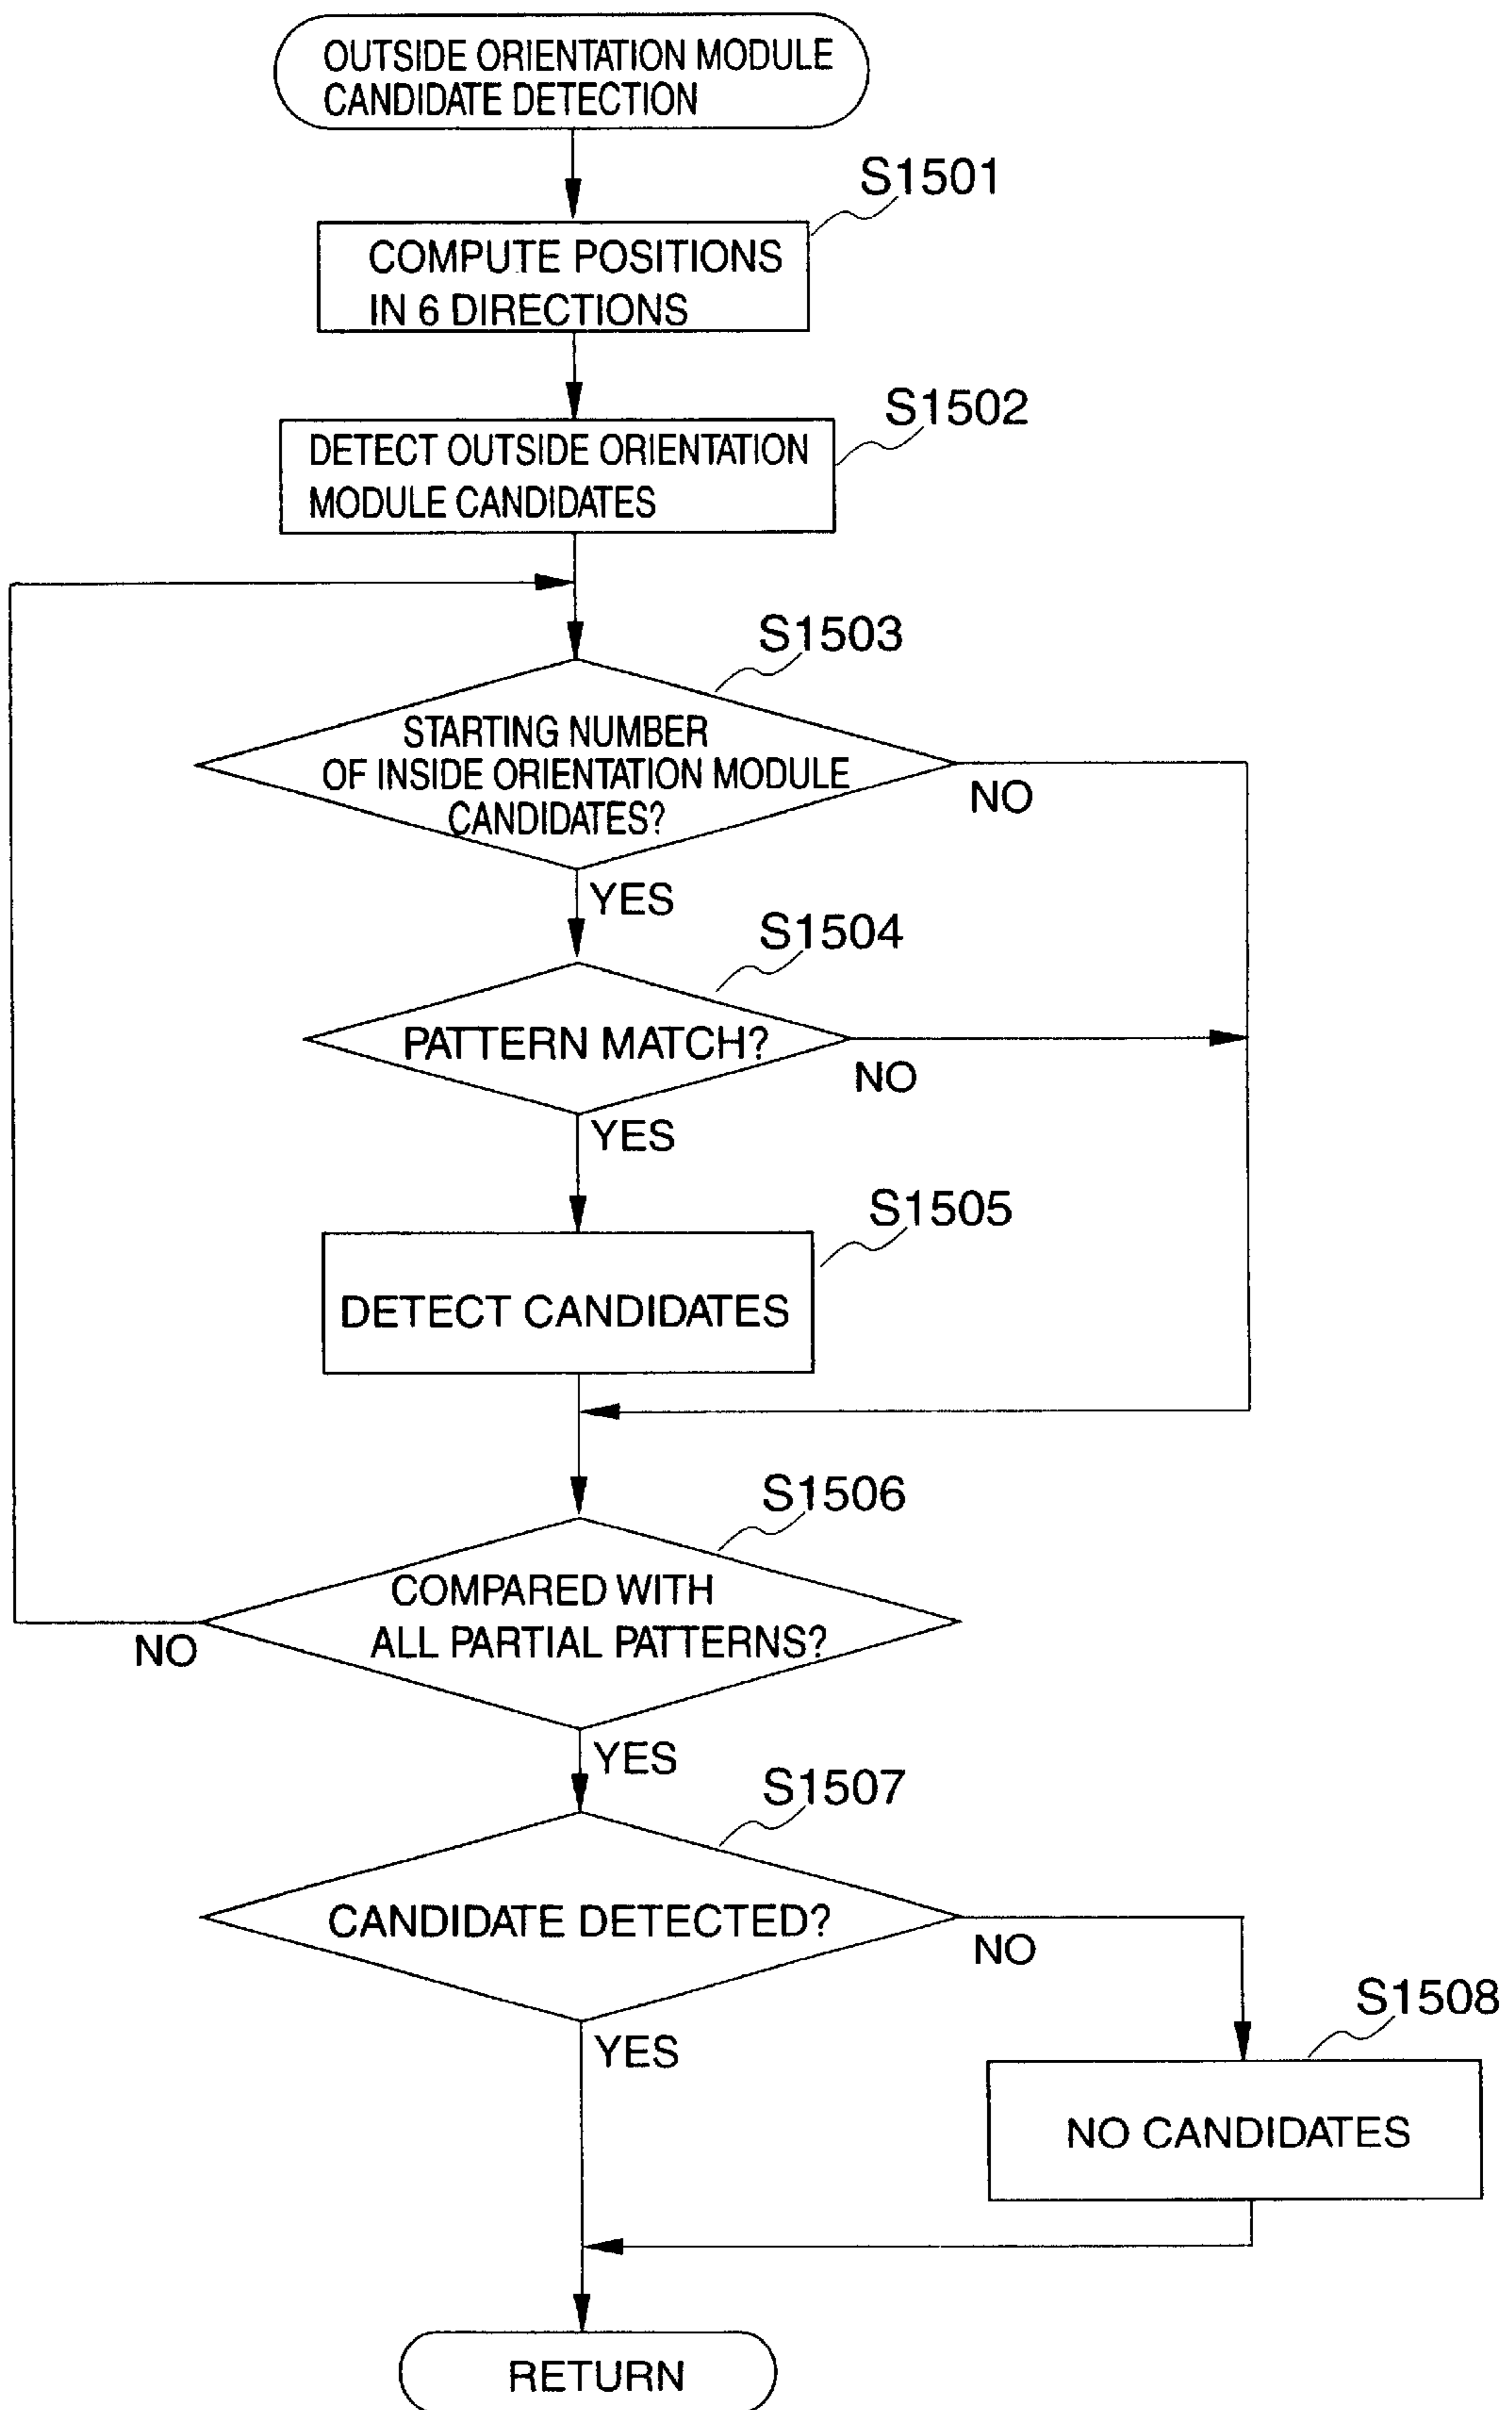 OUTSIDE ORIENTATION MODULE
CANDIDATE DETECTION
S1501
COMPUTE POSITIONS
IN 6 DIRECTIONS
S1502
DETECT OUTSIDE ORIENTATION
MODULE CANDIDATES
S1503
STARTING NUMBER
OF INSIDE ORIENTATION MODULE
CANDIDATES?
NO
YES
S1504
PATTERN MATCH?
NO
YES
S1505
DETECT CANDIDATES
S1506
COMPARED WITH
ALL PARTIAL PATTERNS?
NO
YES
S1507
CANDIDATE DETECTED?
NO
YES
S1508
NO CANDIDATES
RETURN